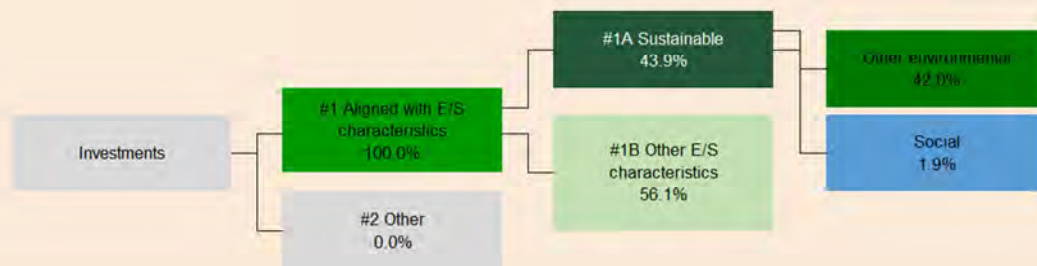 Investments
#1 Aligned with E/S
characteristics
100.0%
#2 Other
0.0%
#1A Sustainable
43.9%
#1B Other E/S
characteristics
56.1%
Other environmental
42.0%
Social
1.9%